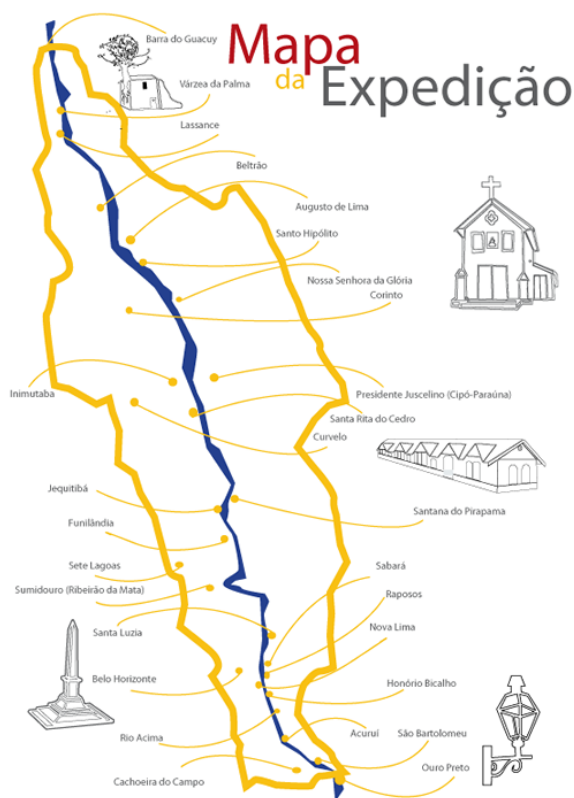 Mapa
da
Expedição
Barra do Guacuy
Várzea da Palma
Lassance
Beltrão
Augusto de Lima
Santo Hipólito
Nossa Senhora da Glória
Corinto
Inimutaba
Presidente Juscelino (Cipó-Paraúna)
Santa Rita do Cedro
Curvelo
Jequitibá
Santana do Pirapama
Funilândia
Sete Lagoas
Sabará
Sumidouro (Ribeirão da Mata)
Raposos
Santa Luzia
Nova Lima
Belo Horizonte
Honório Bicalho
Rio Acima
Acuruí
São Bartolomeu
Cachoeira do Campo
Ouro Preto